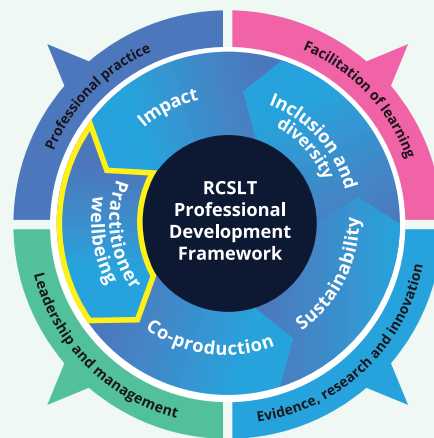 Professional practice
Facilitation of learning
Impact
Inclusion and
diversity
Practitioner
wellbeing
RCSLT
Professional
Development
Framework
Sustainability
Co-production
Leadership and management
Evidence, research and innovation